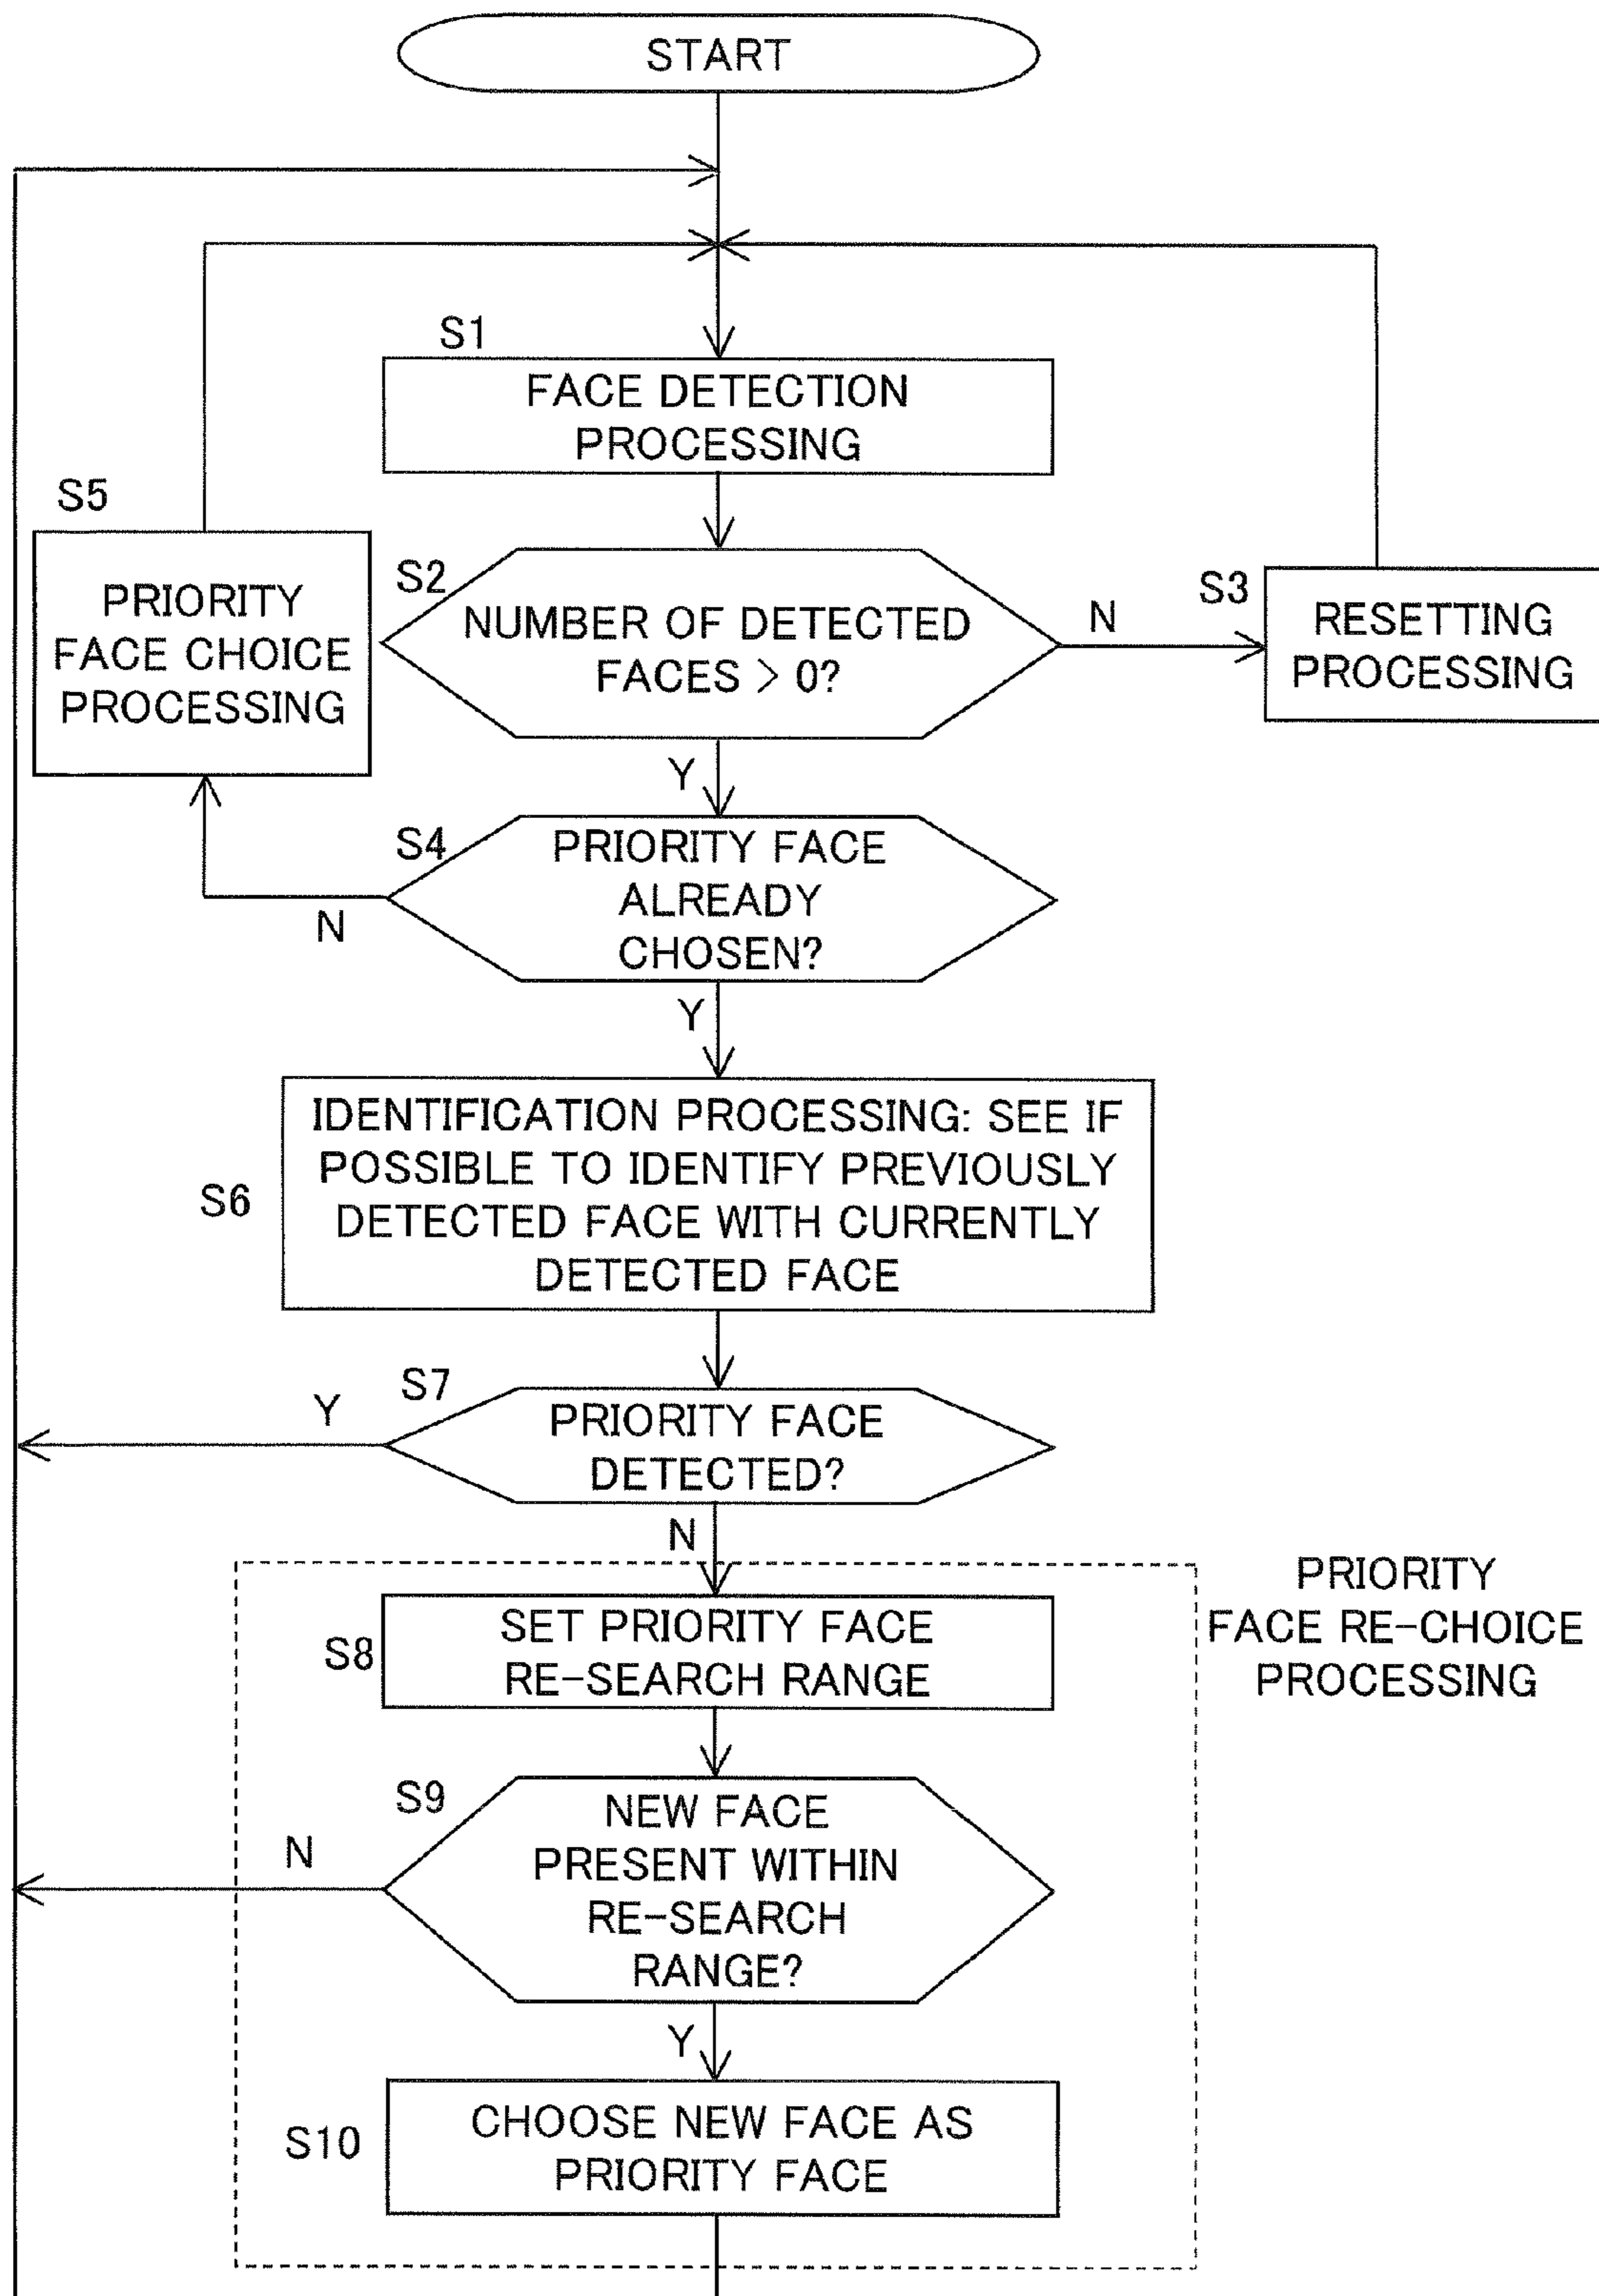 START
S1
FACE DETECTION
PROCESSING
S5
PRIORITY
FACE CHOICE
PROCESSING
S2
NUMBER OF DETECTED
FACES > 0?
N
S3
RESETTING
PROCESSING
Y
S4
PRIORITY FACE
ALREADY
CHOSEN?
N
Y
S6
IDENTIFICATION PROCESSING: SEE IF
POSSIBLE TO IDENTIFY PREVIOUSLY
DETECTED FACE WITH CURRENTLY
DETECTED FACE
S7
Y
PRIORITY FACE
DETECTED?
N
PRIORITY
FACE RE-CHOICE
PROCESSING
S8
SET PRIORITY FACE
RE-SEARCH RANGE
S9
N
NEW FACE
PRESENT WITHIN
RE-SEARCH
RANGE?
Y
S10
CHOOSE NEW FACE AS
PRIORITY FACE